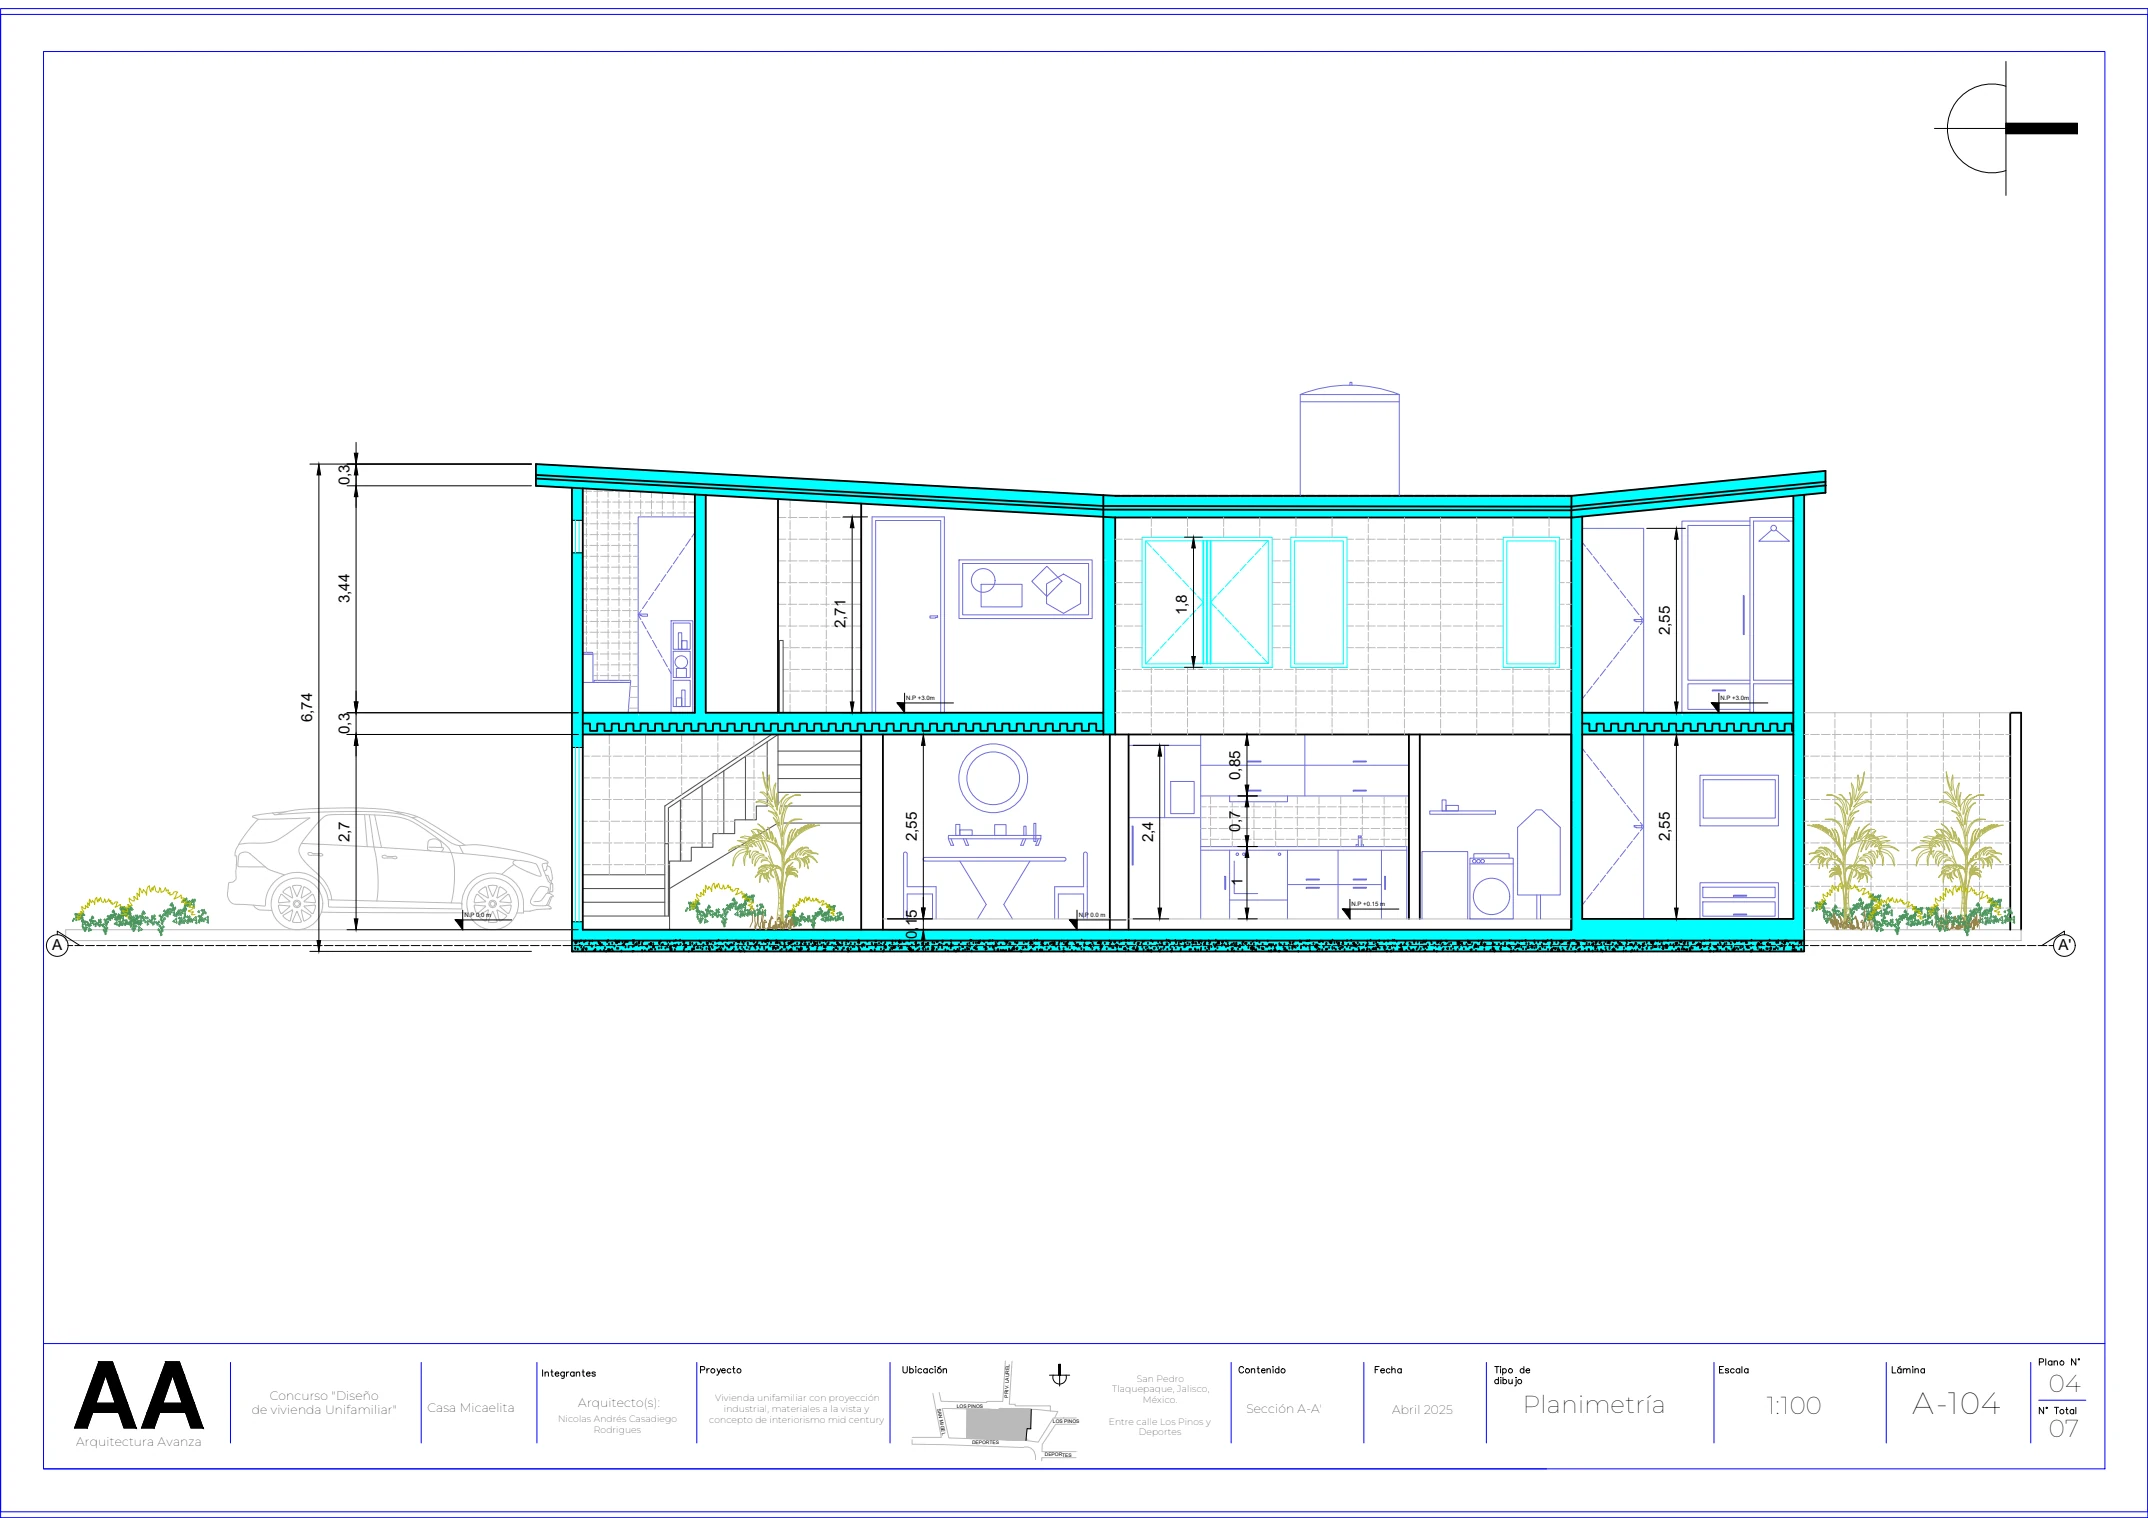 0,3
3,44
6,74
0,3
2,7
2,71
1,8
2,55
N.P +3.0m
N.P +3.0m
2,55
0,15
2,4
0,85
0,7
1
2,55
N.P 0.0 m
N.P 0.0 m
N.P +0.15 m
A
A'
AA
Arquitectura Avanza
Concurso "Diseño
de vivienda Unifamiliar"
Casa Micaelita
Integrantes
Arquitecto(s):
Nicolas Andrés Casadiego
Rodrigues
Proyecto
Vivienda unifamiliar con proyección
industrial, materiales a la vista y
concepto de interiorismo mid century
Ubicación
PRIV. LAUREL
LOS PINOS
LOS PINOS
DEPORTES
DEPORTES
San Pedro
Tlaquepaque, Jalisco,
México.
Entre calle Los Pinos y
Deportes
Contenido
Sección A-A'
Fecha
Abril 2025
Tipo de
dibujo
Planimetría
Escala
1:100
Lámina
A-104
Plano N°
04
N° Total
07